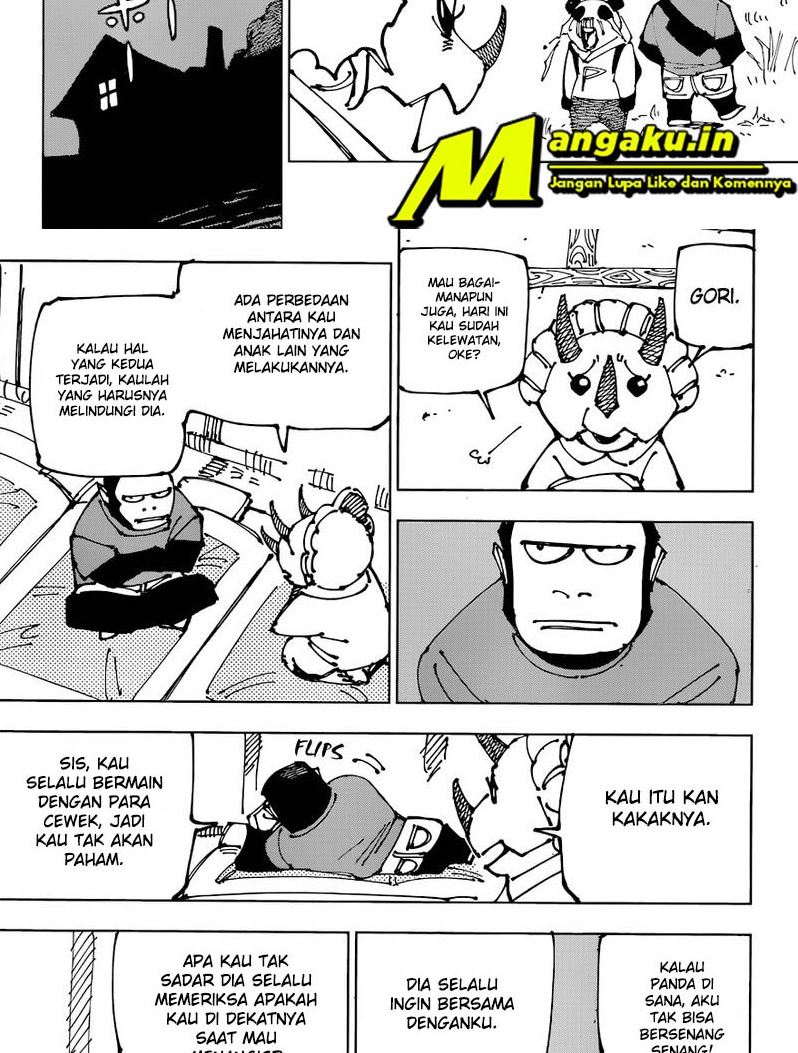 P
Mangaku.in
Jangan Lupa Like dan Komennya
GORI.
MAU BAGAI-
MANAPUN
JUGA, HARI INI
KAU SUDAH
KELEWATAN,
OKE?
ADA PERBEDAAN
ANTARA KAU
MENJAHATINYA DAN
ANAK LAIN YANG
MELAKUKANNYA.
KALAU HAL
YANG KEDUA
TERJADI, KAULAH
YANG HARUSNYA
MELINDUNGI DIA.
KAU ITU KAN
KAKAKNYA.
FLIPS
SIS, KAU
SELALU BERMAIN
DENGAN PARA
CEWEK, JADI
KAU TAK AKAN
PAHAM.
KALAU
PANDA DI
SANA, AKU
TAK BISA
BERSENANG
SENANG!
DIA SELALU
INGIN BERSAMA
DENGANKU.
APA KAU TAK
SADAR DIA SELALU
MEMERIKSA APAKAH
KAU DI DEKATNYA
SAAT MAU